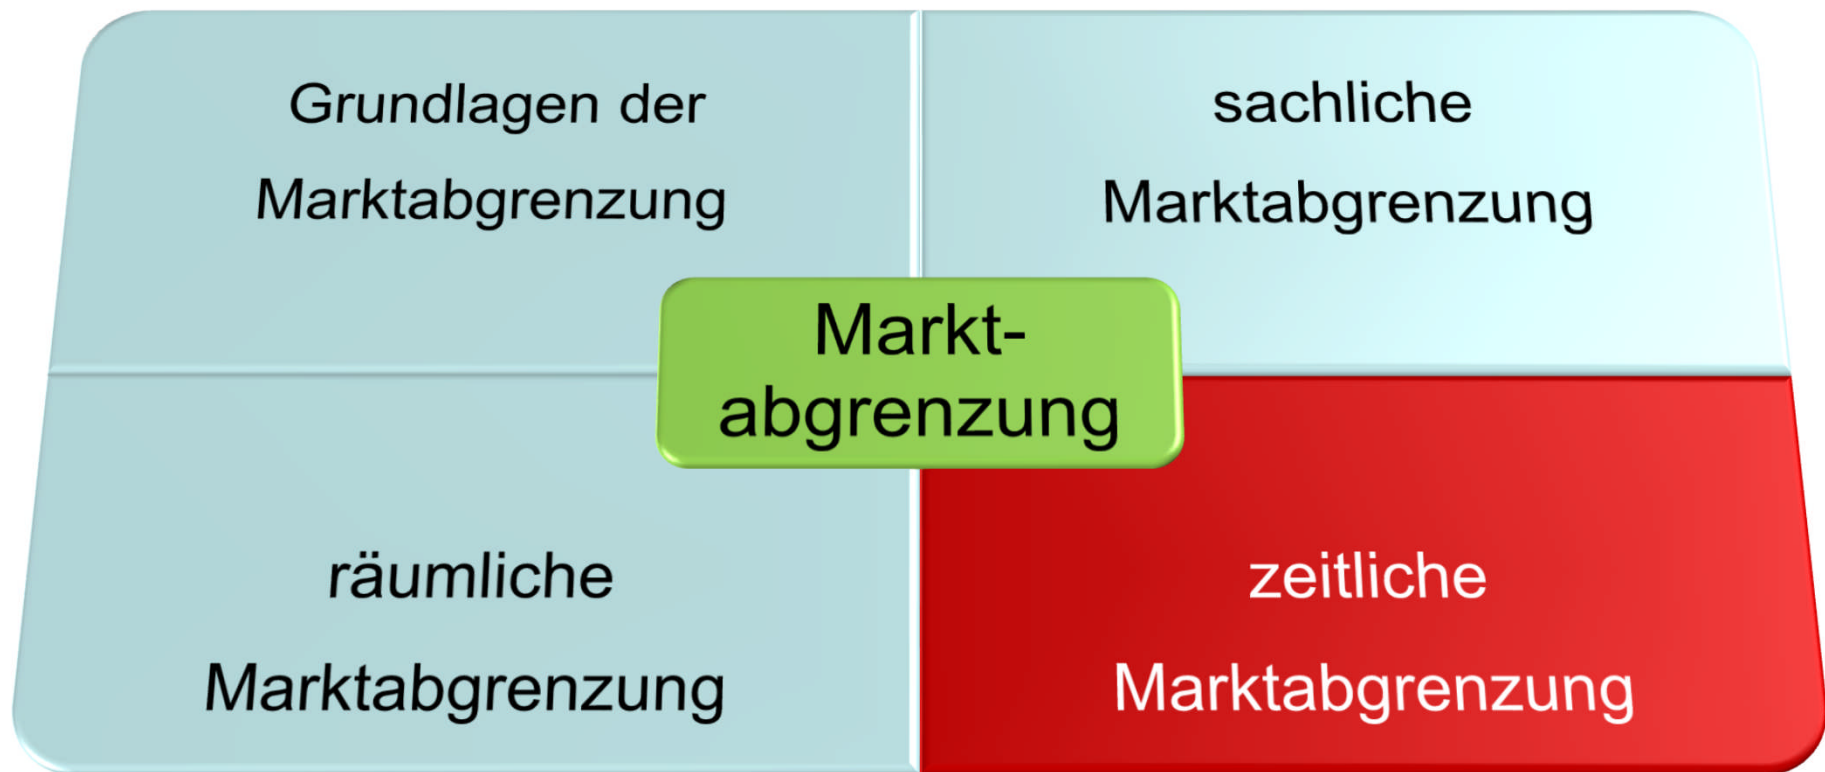 Grundlagen der
Marktabgrenzung
sachliche
Marktabgrenzung
Markt-
abgrenzung
räumliche
Marktabgrenzung
zeitliche
Marktabgrenzung